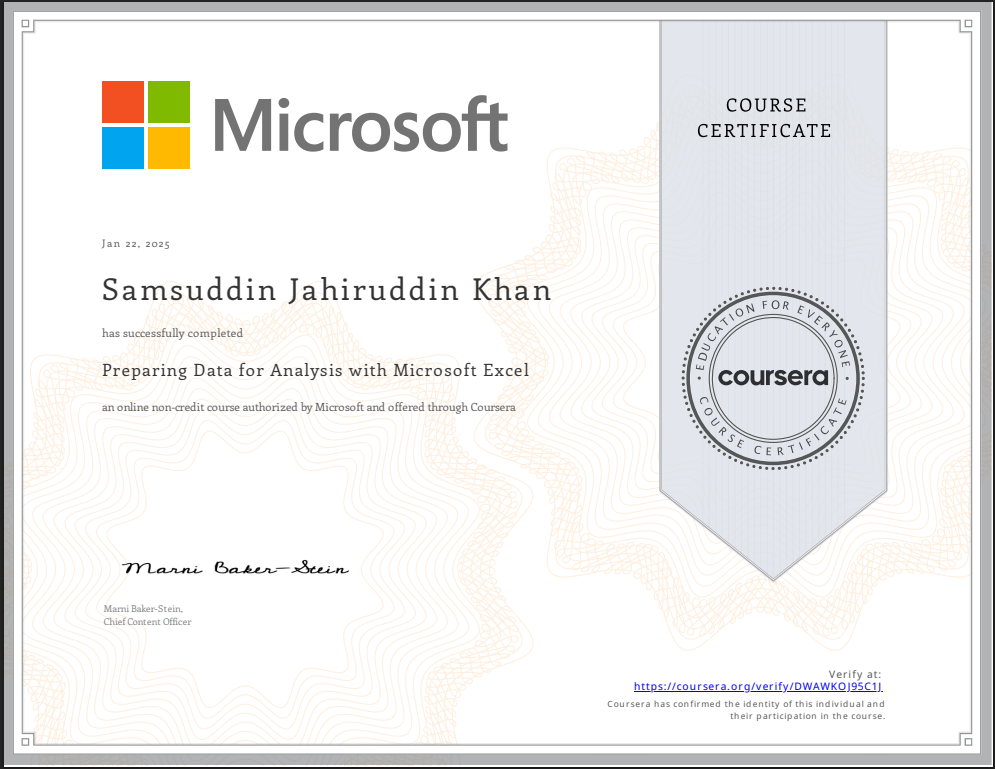 Microsoft
COURSE
CERTIFICATE
Jan 22, 2025
Samsuddin Jahiruddin Khan
has successfully completed
Preparing Data for Analysis with Microsoft Excel
an online non-credit course authorized by Microsoft and offered through Coursera
EDUCATION FOR EVERYONE
coursera
COURSE CERTIFICATE
Marni Baker-Stein
Marni Baker-Stein,
Chief Content Officer
Verify at:
https://coursera.org/verify/DWAWKOJ95C1J
Coursera has confirmed the identity of this individual and
their participation in the course.